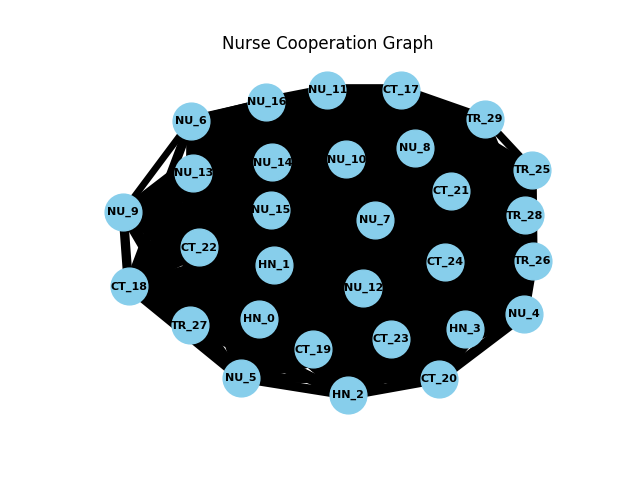 Nurse Cooperation Graph
NU_11
CT_17
NU_16
TR_29
NU_6
NU_8
NU_10
NU_14
TR_25
NU_13
CT_21
NU_15
NU_9
TR_28
NU_7
CT_22
TR_26
CT_24
HN_1
CT_18
NU_12
NU_4
HN_0
TR_27
HN_3
CT_23
CT_19
NU_5
CT_20
HN_2